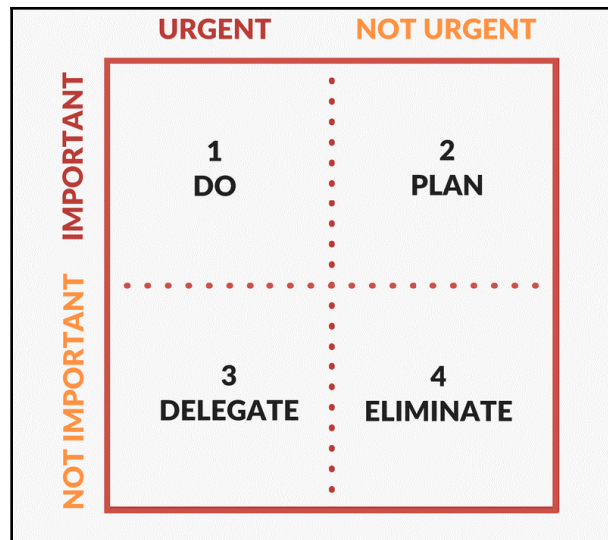 URGENT
NOT URGENT
IMPORTANT
1
DO
2
PLAN
NOT IMPORTANT
3
DELEGATE
4
ELIMINATE